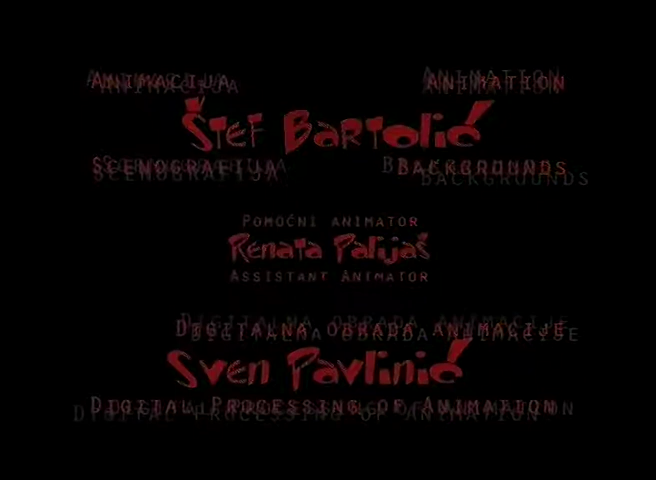 Animacija Animation
Štef Bartolić
Scenografija Backgrounds
Pomoćni animator
Renata Palijaš
Assistant Animator
Digitalna obrada animacije
Sven Pavlinić
Digital Processing of Animation